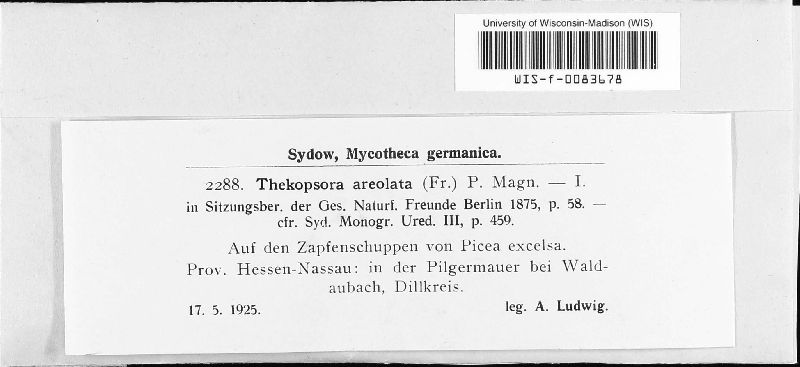 University of Wisconsin-Madison (WIS)
WIS-f-0083678
Sydow, Mycotheca germanica.
2288. Thekopsora areolata (Fr.) P. Magn. — I.
in Sitzungsber. der Ges. Naturf. Freunde Berlin 1875, p. 58. —
cfr. Syd. Monogr. Ured. III, p. 459.
Auf den Zapfenschuppen von Picea excelsa.
Prov. Hessen-Nassau: in der Pilgermauer bei Wald-
aubach, Dillkreis.
17. 5. 1925. leg. A. Ludwig.